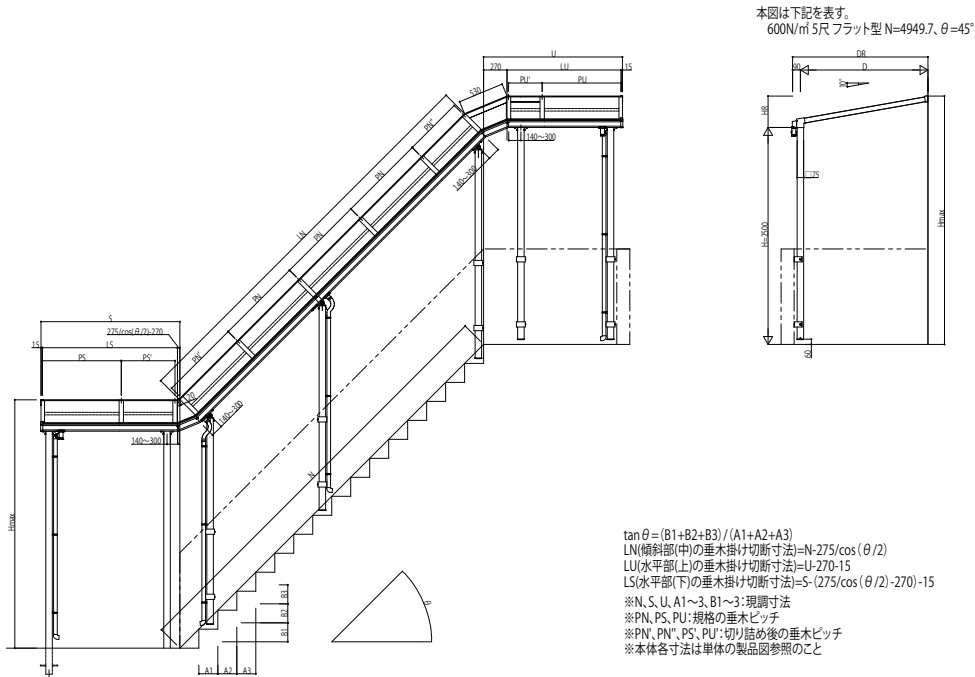 本図は下記を表す。
600N/㎡ 5尺 フラット型 N=4949.7、θ=45°
U
270
LU
15
PU'
PU
530
140~300
PN"
PN
140~300
LN
PN
PN
PN'
120
140~300
S
275/cos(θ/2)-270
15
LS
PS
PS'
140~300
Hmax
N
B3
B2
B1
A1
A2
A3
θ
DR
90
D
10°
HR
□75
H=2500
Hmax
60
tanθ=(B1+B2+B3)/(A1+A2+A3)
LN(傾斜部(中)の垂木掛け切断寸法)=N-275/cos(θ/2)
LU(水平部(上)の垂木掛け切断寸法)=U-270-15
LS(水平部(下)の垂木掛け切断寸法)=S-(275/cos(θ/2)-270)-15
※N、S、U、A1〜3、B1〜3:現調寸法
※PN、PS、PU:規格の垂木ピッチ
※PN'、PN"、PS'、PU':切り詰め後の垂木ピッチ
※本体各寸法は単体の製品図参照のこと